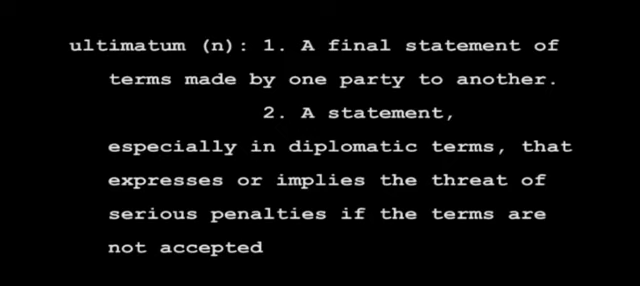 ultimatum (n): 1. A final statement of
terms made by one party to another.
2. A statement,
especially in diplomatic terms, that
expresses or implies the threat of
serious penalties if the terms are
not accepted